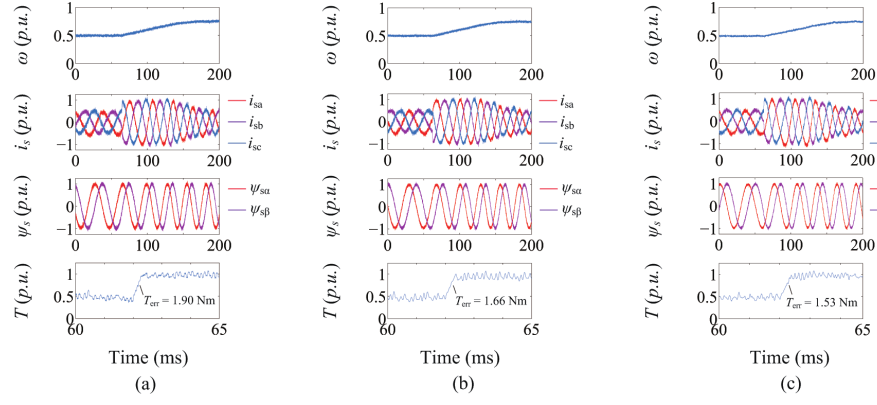 1
0.5
0
ω (p.u.)
0 100 200
1
0
−1
i_s (p.u.)
i_sa
i_sb
i_sc
0 100 200
1
0
−1
ψ_s (p.u.)
ψ_sα
ψ_sβ
0 100 200
1
0.5
0
T (p.u.)
T_err = 1.90 Nm
60 65
Time (ms)
(a)
1
0.5
0
ω (p.u.)
0 100 200
1
0
−1
i_s (p.u.)
i_sa
i_sb
i_sc
0 100 200
1
0
−1
ψ_s (p.u.)
ψ_sα
ψ_sβ
0 100 200
1
0.5
0
T (p.u.)
T_err = 1.66 Nm
60 65
Time (ms)
(b)
1
0.5
0
ω (p.u.)
0 100 200
1
0
−1
i_s (p.u.)
0 100 200
1
0
−1
ψ_s (p.u.)
0 100 200
1
0.5
0
T (p.u.)
T_err = 1.53 Nm
60 65
Time (ms)
(c)